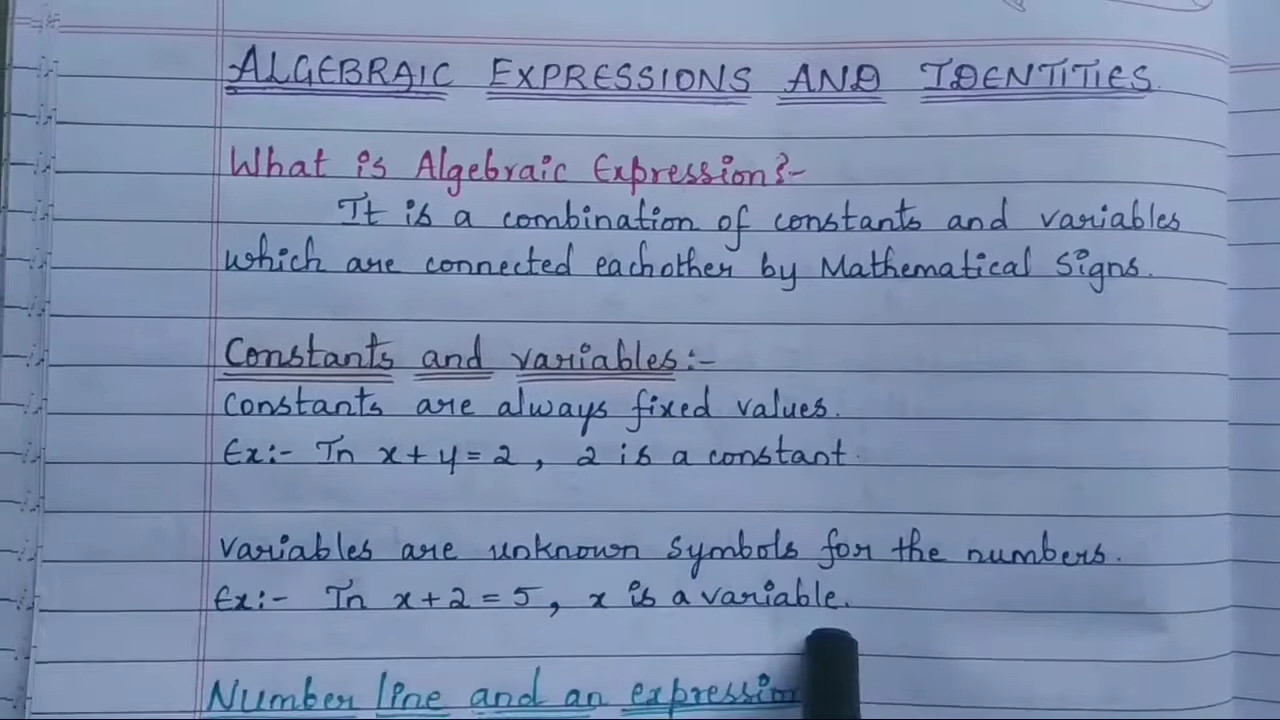 ALGEBRAIC EXPRESSIONS AND IDENTITIES
What is Algebraic Expression?:-
It is a combination of constants and variables
which are connected eachother by Mathematical Signs.
Constants and variables:-
Constants are always fixed values.
Ex:- In x + y = 2, 2 is a constant.
Variables are unknown symbols for the numbers.
Ex:- In x + 2 = 5, x is a variable.
Number line and an expression